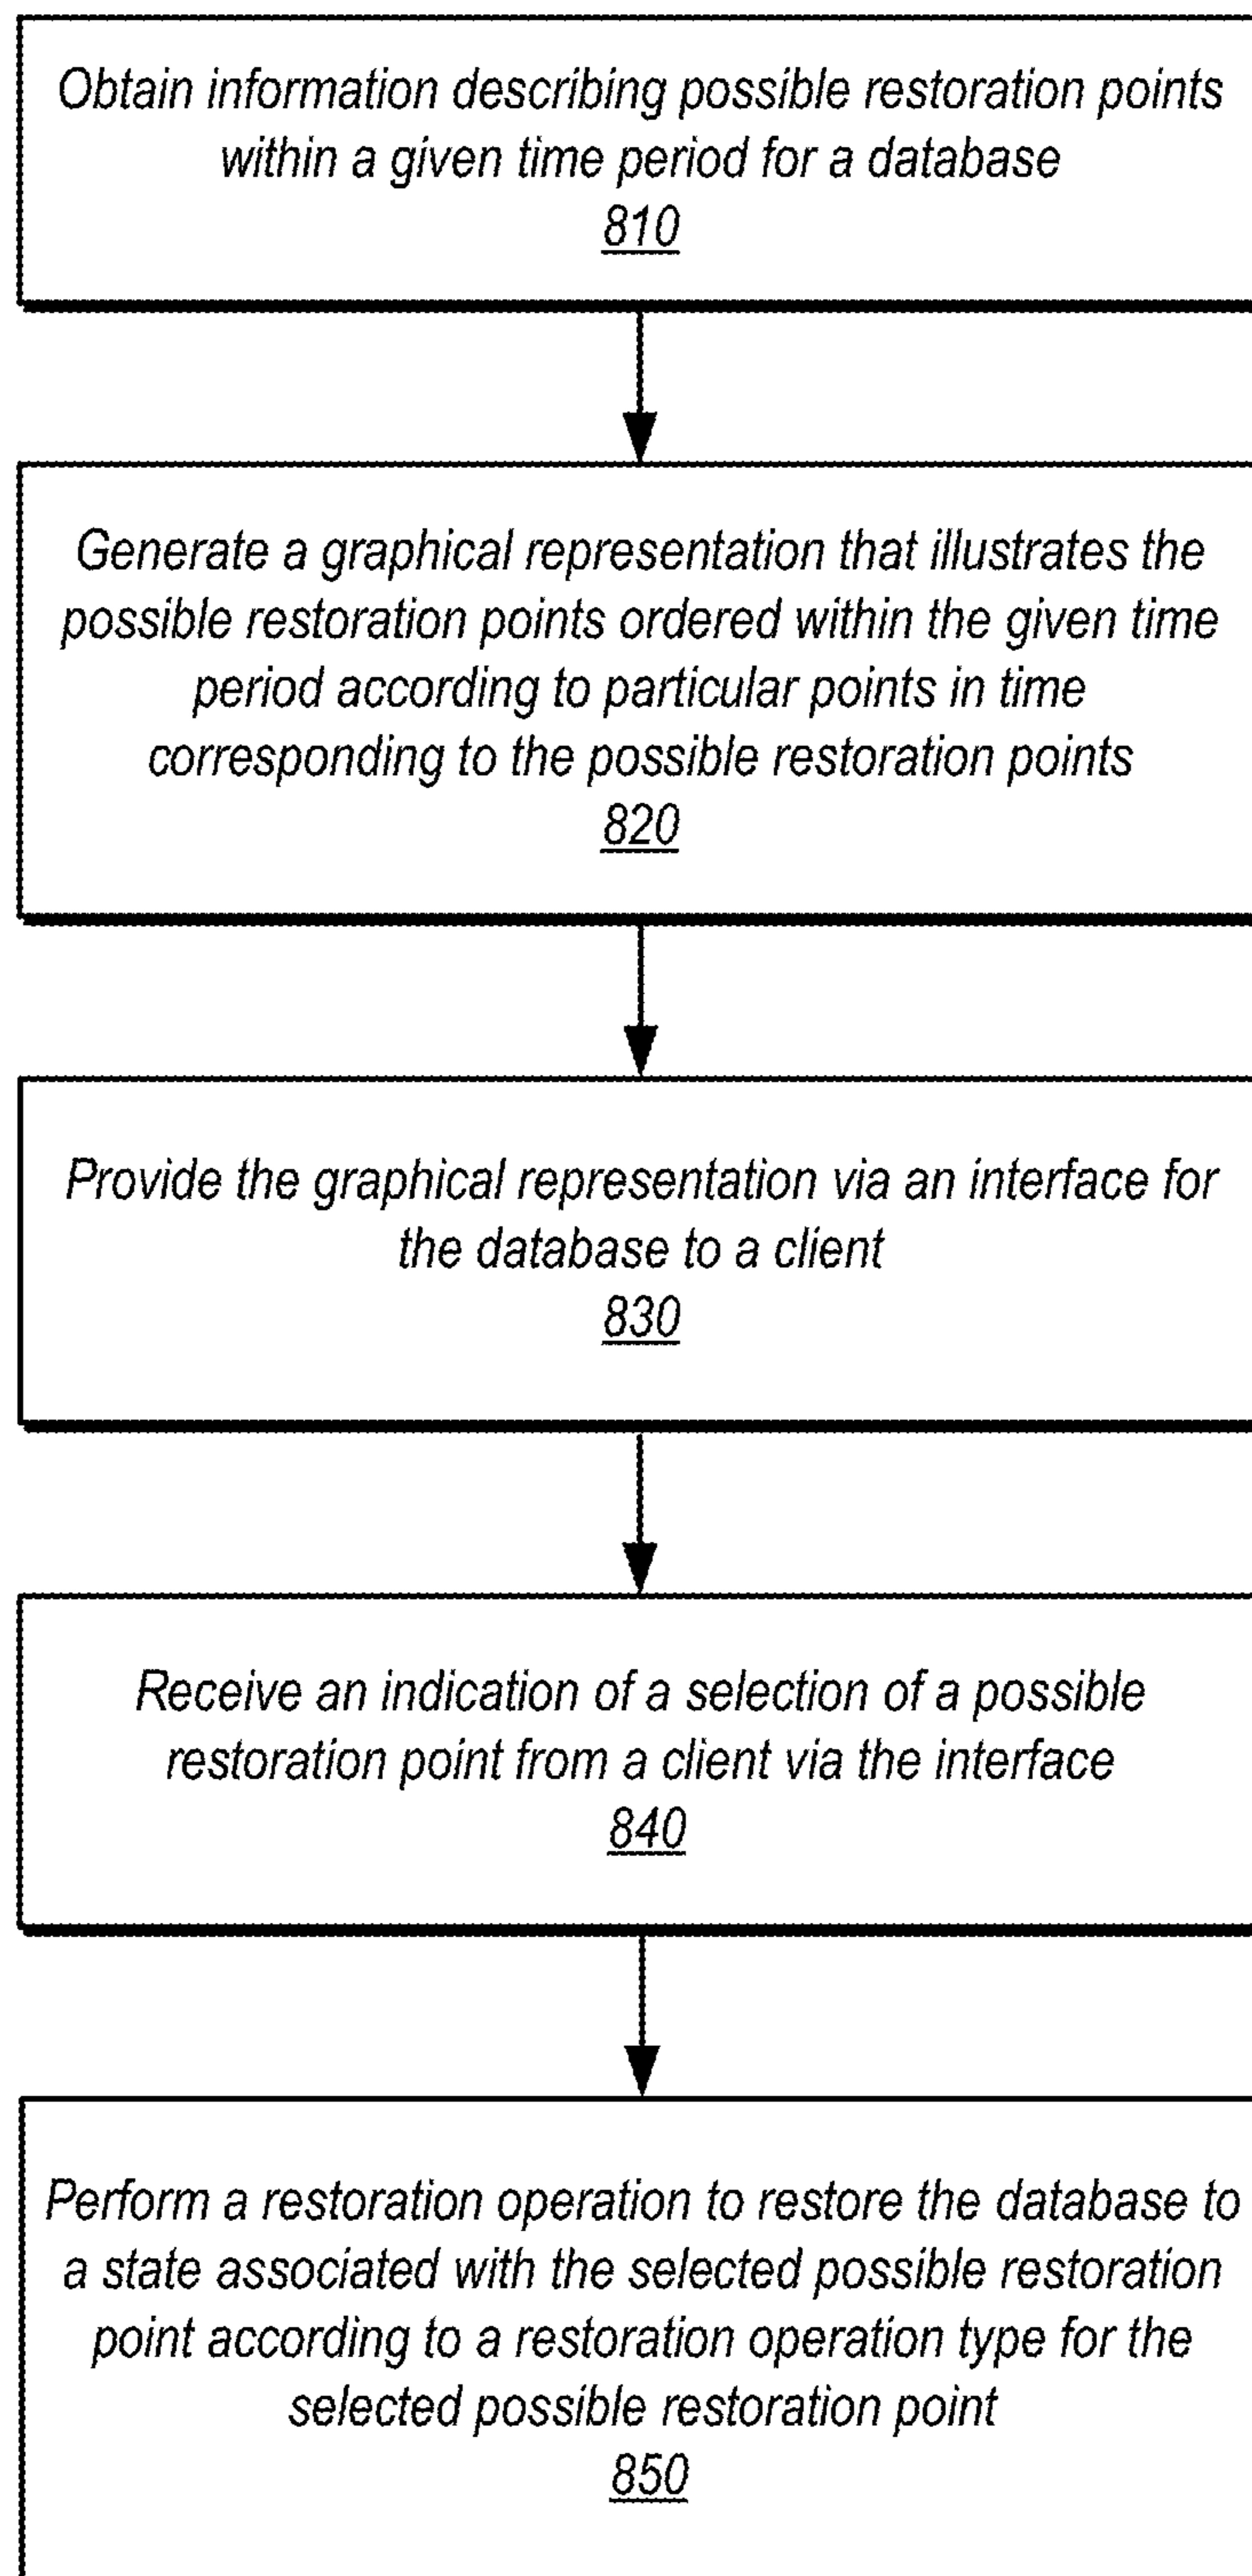 Obtain information describing possible restoration points
within a given time period for a database
810
Generate a graphical representation that illustrates the
possible restoration points ordered within the given time
period according to particular points in time
corresponding to the possible restoration points
820
Provide the graphical representation via an interface for
the database to a client
830
Receive an indication of a selection of a possible
restoration point from a client via the interface
840
Perform a restoration operation to restore the database to
a state associated with the selected possible restoration
point according to a restoration operation type for the
selected possible restoration point
850